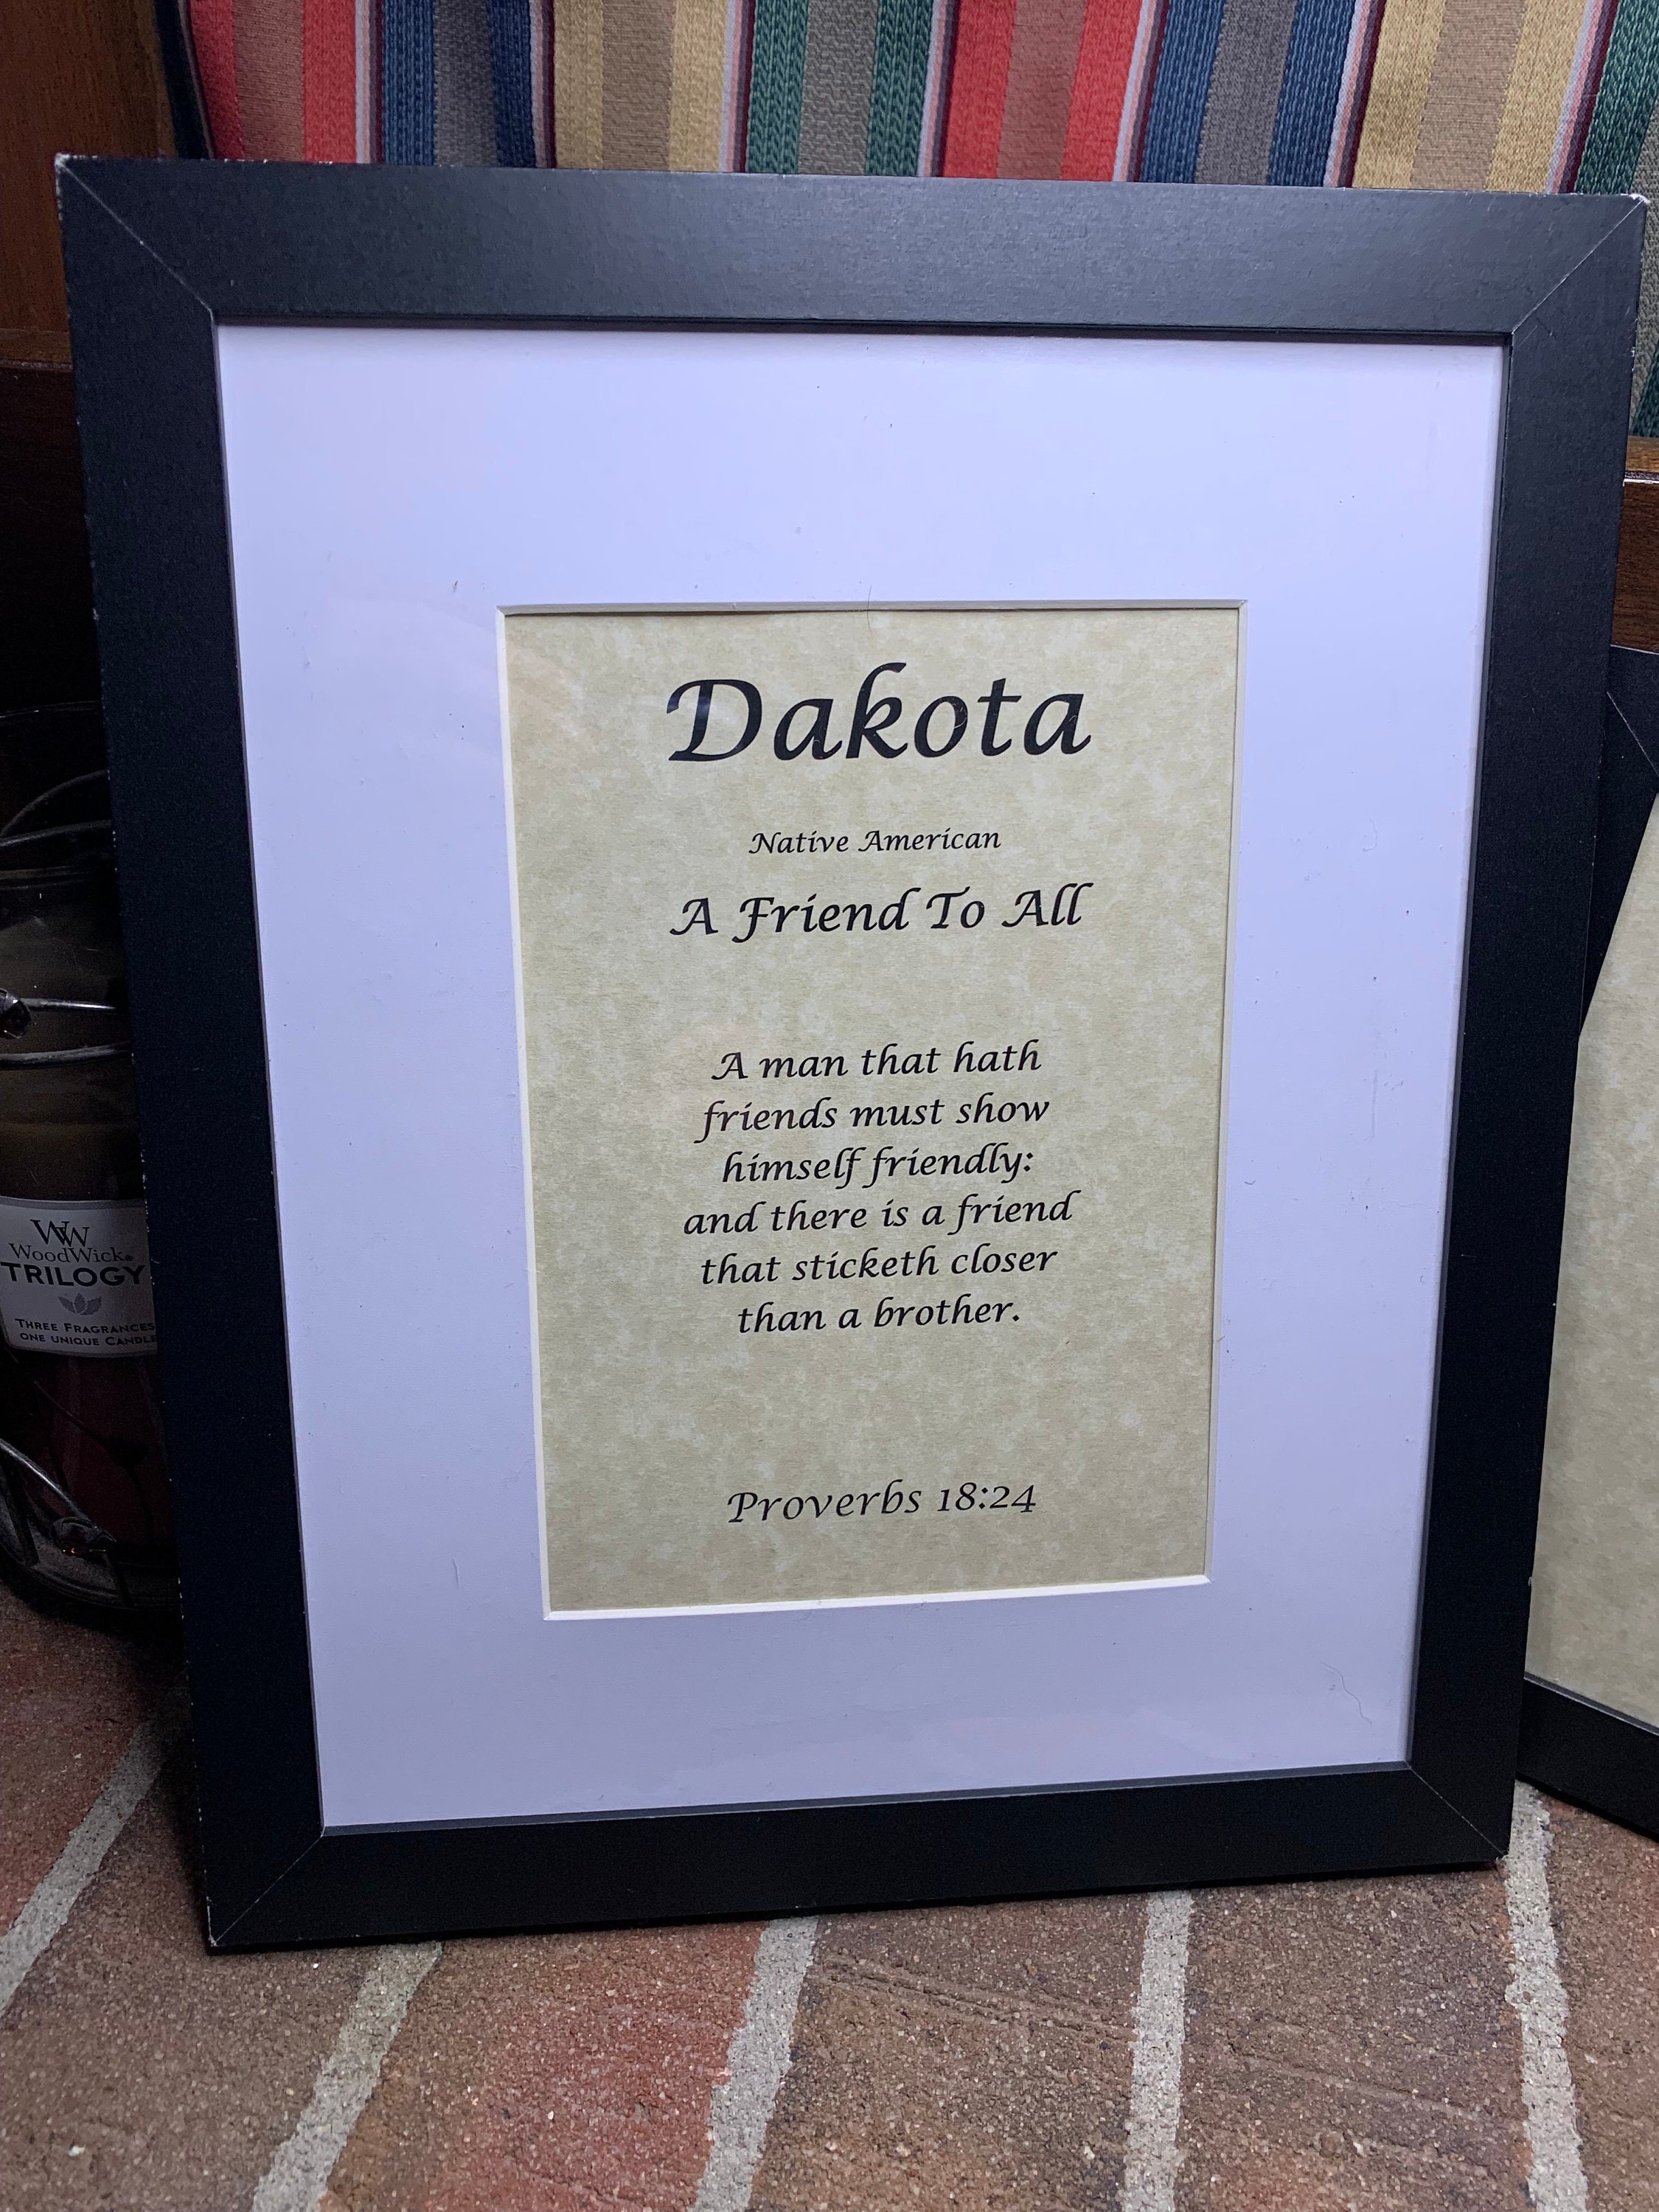 Dakota
Native American
A Friend To All
A man that hath
friends must show
himself friendly:
and there is a friend
that sticketh closer
than a brother.
Proverbs 18:24
WW
WoodWick®
TRILOGY
THREE FRAGRANCES
ONE UNIQUE CANDLE